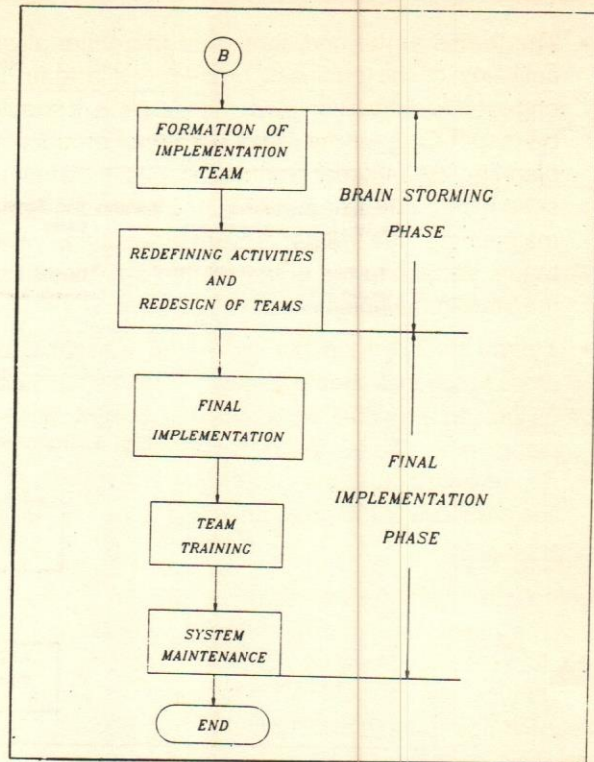 B
FORMATION OF
IMPLEMENTATION
TEAM
BRAIN STORMING
PHASE
REDEFINING ACTIVITIES
AND
REDESIGN OF TEAMS
FINAL
IMPLEMENTATION
FINAL
IMPLEMENTATION
PHASE
TEAM
TRAINING
SYSTEM
MAINTENANCE
END